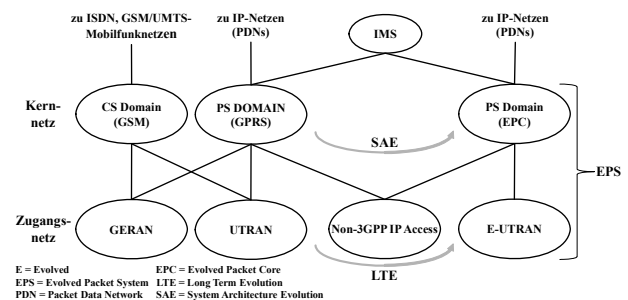 zu ISDN, GSM/UMTS-
Mobilfunknetzen
zu IP-Netzen
(PDNs)
IMS
zu IP-Netzen
(PDNs)
Kern-
netz
CS Domain
(GSM)
PS DOMAIN
(GPRS)
SAE
PS Domain
(EPC)
EPS
Zugangs-
netz
GERAN
UTRAN
Non-3GPP IP Access
E-UTRAN
LTE
E = Evolved
EPS = Evolved Packet System
PDN = Packet Data Network
EPC = Evolved Packet Core
LTE = Long Term Evolution
SAE = System Architecture Evolution